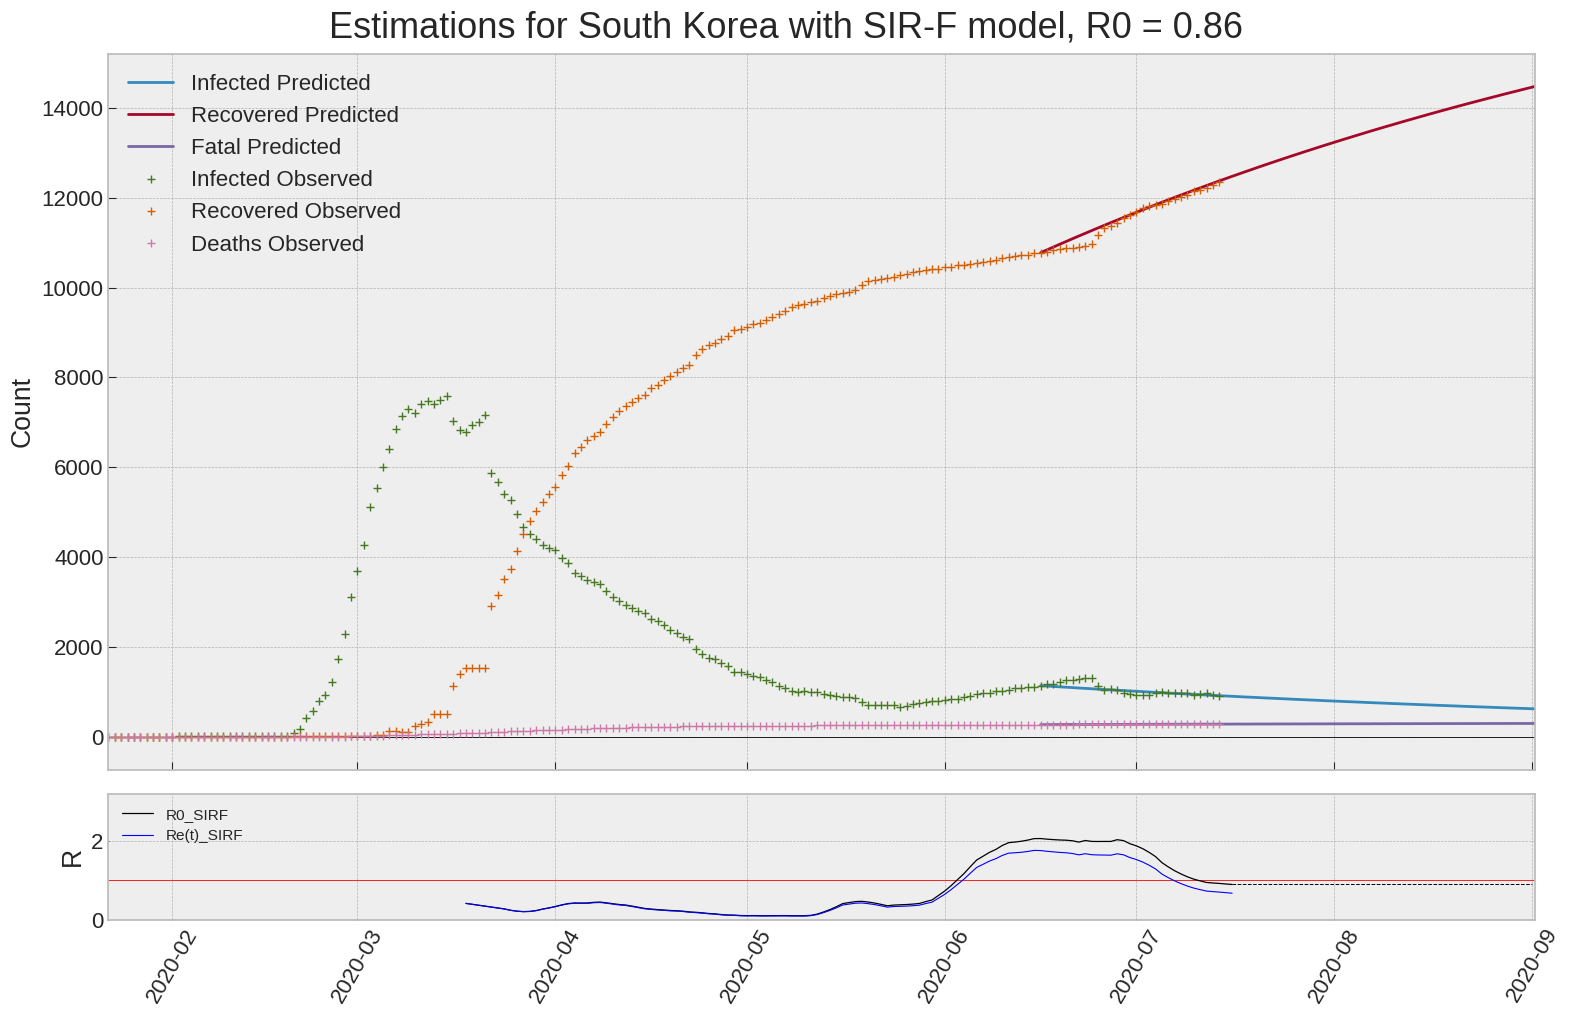 Estimations for South Korea with SIR-F model, R0 = 0.86
Infected Predicted
Recovered Predicted
Fatal Predicted
Infected Observed
Recovered Observed
Deaths Observed
14000
12000
10000
8000
6000
4000
2000
0
Count
R0_SIRF
Re(t)_SIRF
2
0
R
2020-02
2020-03
2020-04
2020-05
2020-06
2020-07
2020-08
2020-09